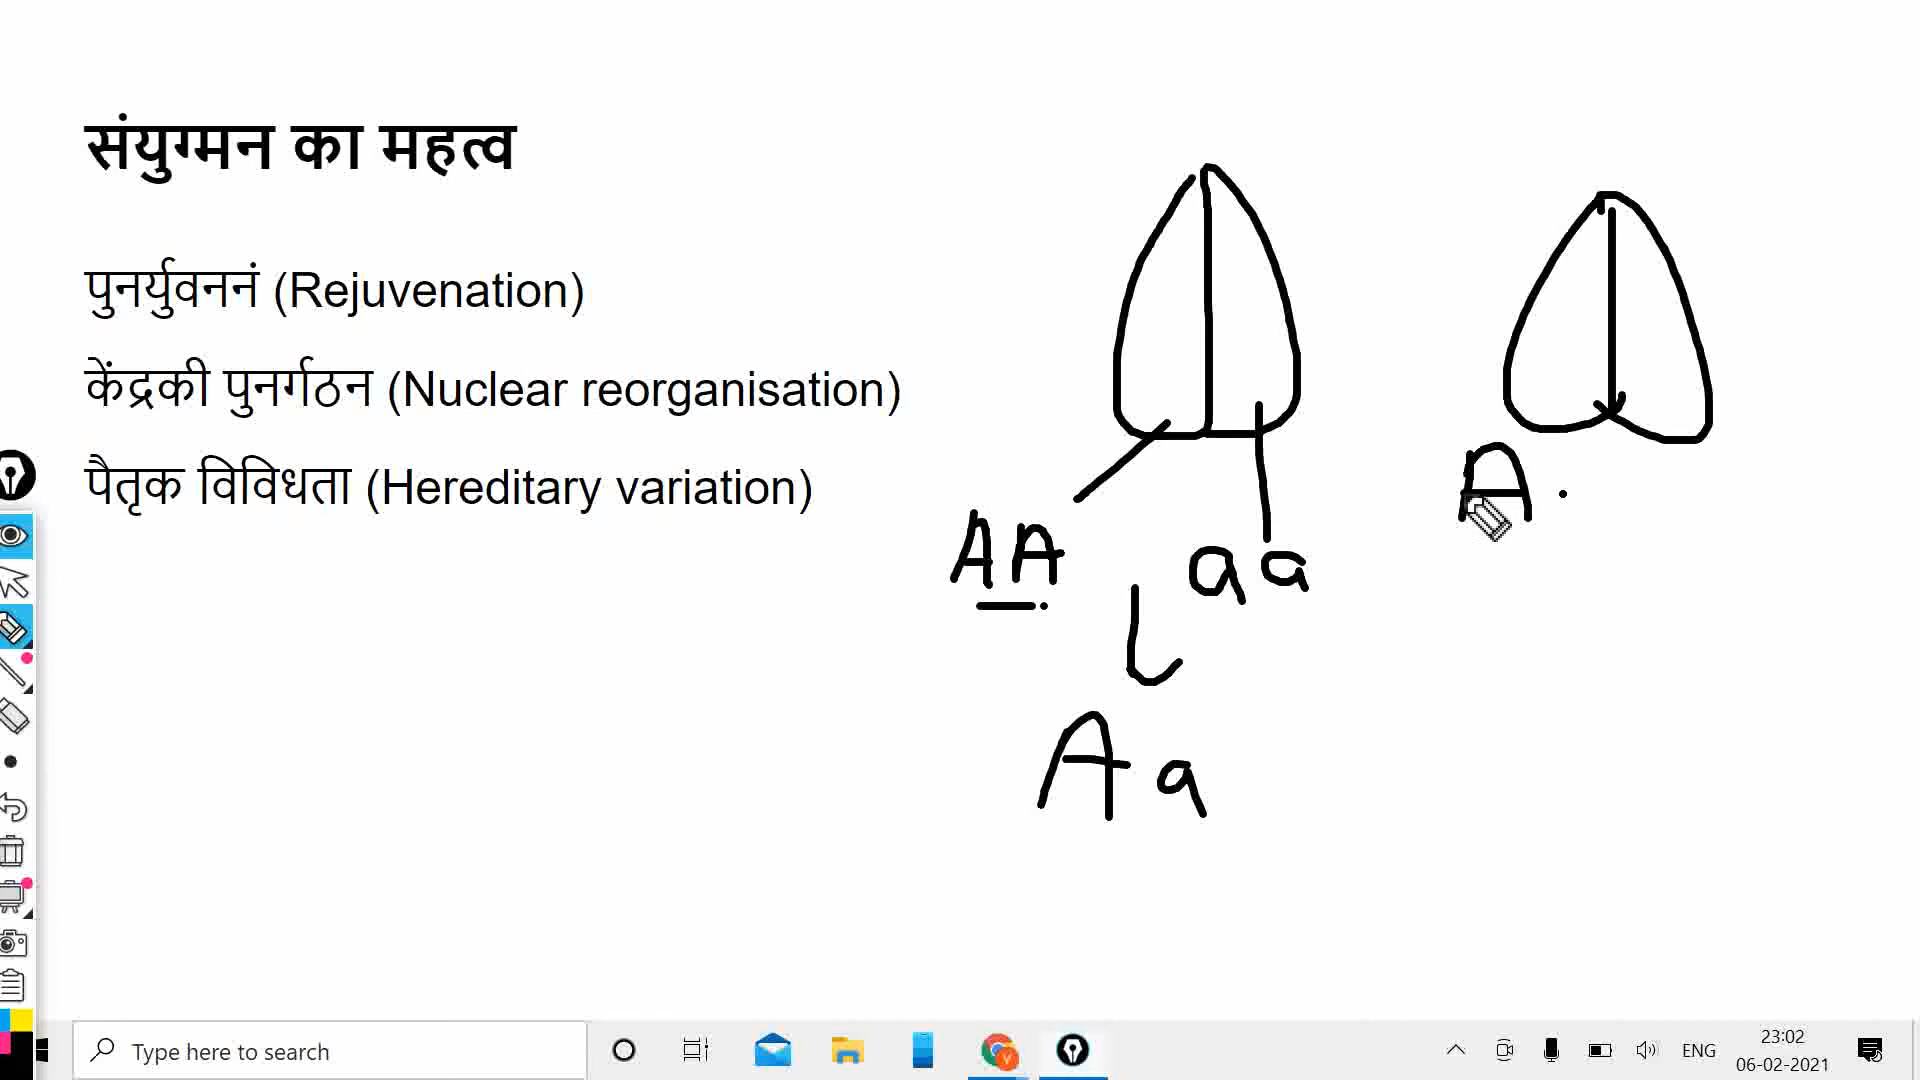 संयुग्मन का महत्व
पुनर्युवननं (Rejuvenation)
केंद्रकी पुनर्गठन (Nuclear reorganisation)
पैतृक विविधता (Hereditary variation)
A
AA
aa
Aa
Type here to search
ENG
23:02
06-02-2021